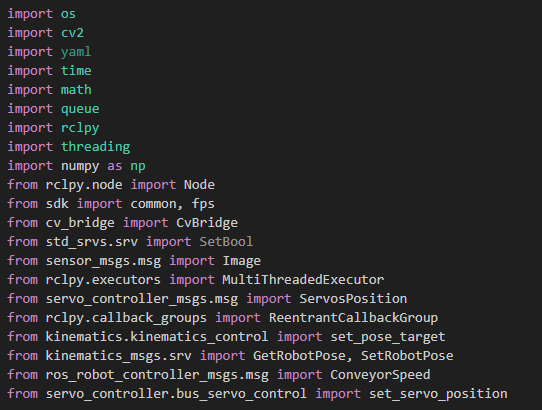 import os
import cv2
import yaml
import time
import math
import queue
import rclpy
import threading
import numpy as np
from rclpy.node import Node
from sdk import common, fps
from cv_bridge import CvBridge
from std_srvs.srv import SetBool
from sensor_msgs.msg import Image
from rclpy.executors import MultiThreadedExecutor
from servo_controller_msgs.msg import ServosPosition
from rclpy.callback_groups import ReentrantCallbackGroup
from kinematics.kinematics_control import set_pose_target
from kinematics_msgs.srv import GetRobotPose, SetRobotPose
from ros_robot_controller_msgs.msg import ConveyorSpeed
from servo_controller.bus_servo_control import set_servo_position